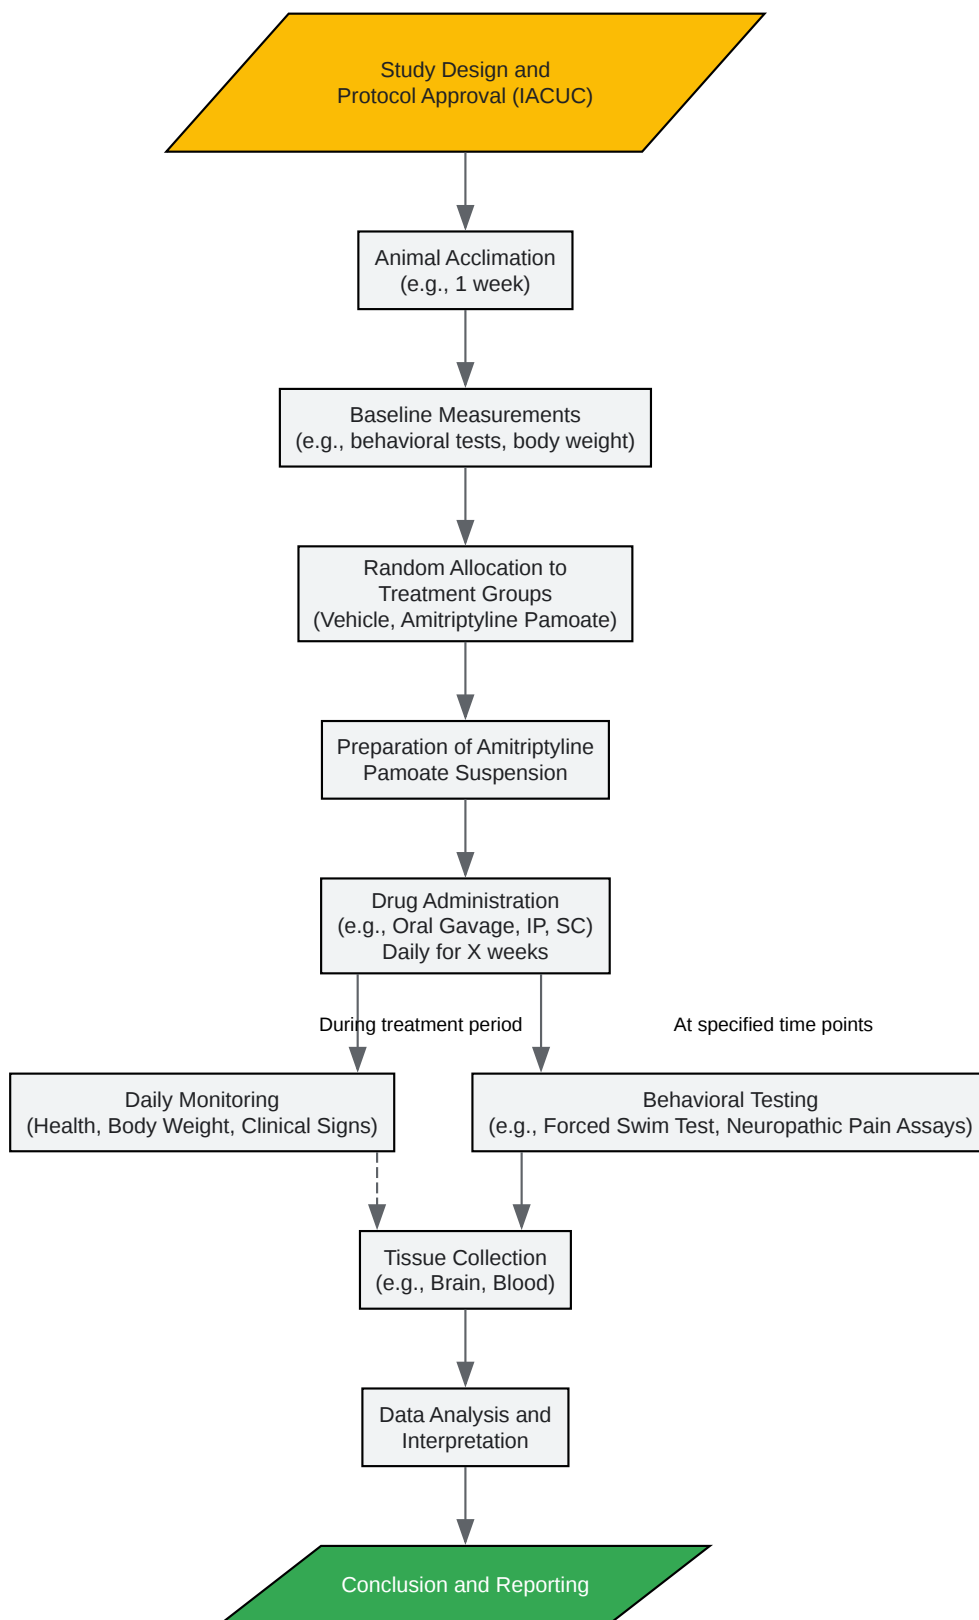 Study Design and
Protocol Approval (IACUC)
Animal Acclimation
(e.g., 1 week)
Baseline Measurements
(e.g., behavioral tests, body weight)
Random Allocation to
Treatment Groups
(Vehicle, Amitriptyline Pamoate)
Preparation of Amitriptyline
Pamoate Suspension
Drug Administration
(e.g., Oral Gavage, IP, SC)
Daily for X weeks
During treatment period
At specified time points
Daily Monitoring
(Health, Body Weight, Clinical Signs)
Behavioral Testing
(e.g., Forced Swim Test, Neuropathic Pain Assays)
Tissue Collection
(e.g., Brain, Blood)
Data Analysis and
Interpretation
Conclusion and Reporting